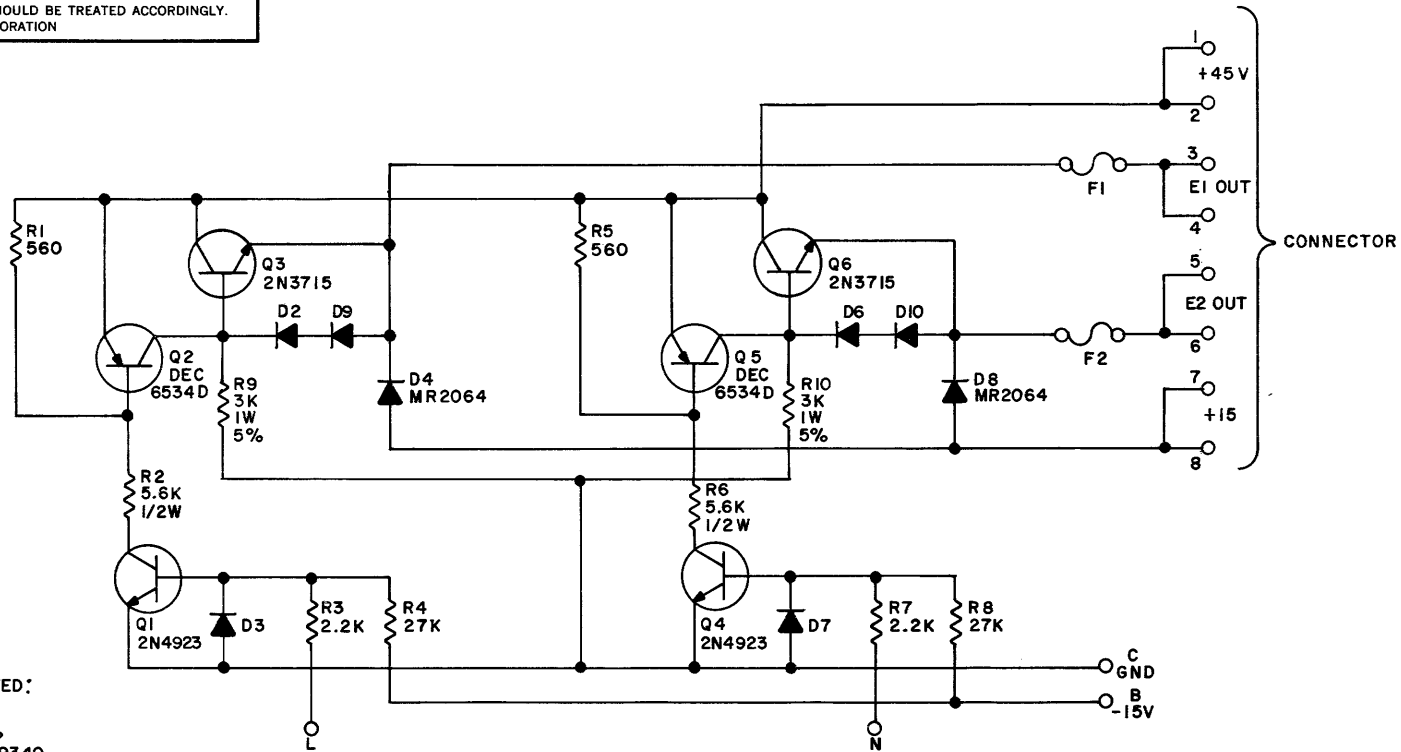 HOULD BE TREATED ACCORDINGLY.
ORATION
1
+45V
2
3
E1 OUT
4
F1
CONNECTOR
5
E2 OUT
6
F2
7
+15
8
R1
560
Q3
2N3715
D2
D9
Q2
DEC
6534D
R9
3K
1W
5%
D4
MR2064
R5
560
Q6
2N3715
D6
D10
Q5
DEC
6534D
R10
3K
1W
5%
D8
MR2064
R2
5.6K
1/2W
R6
5.6K
1/2W
Q1
2N4923
D3
R3
2.2K
R4
27K
Q4
2N4923
D7
R7
2.2K
R8
27K
C
GND
B
-15V
L
N
ED: